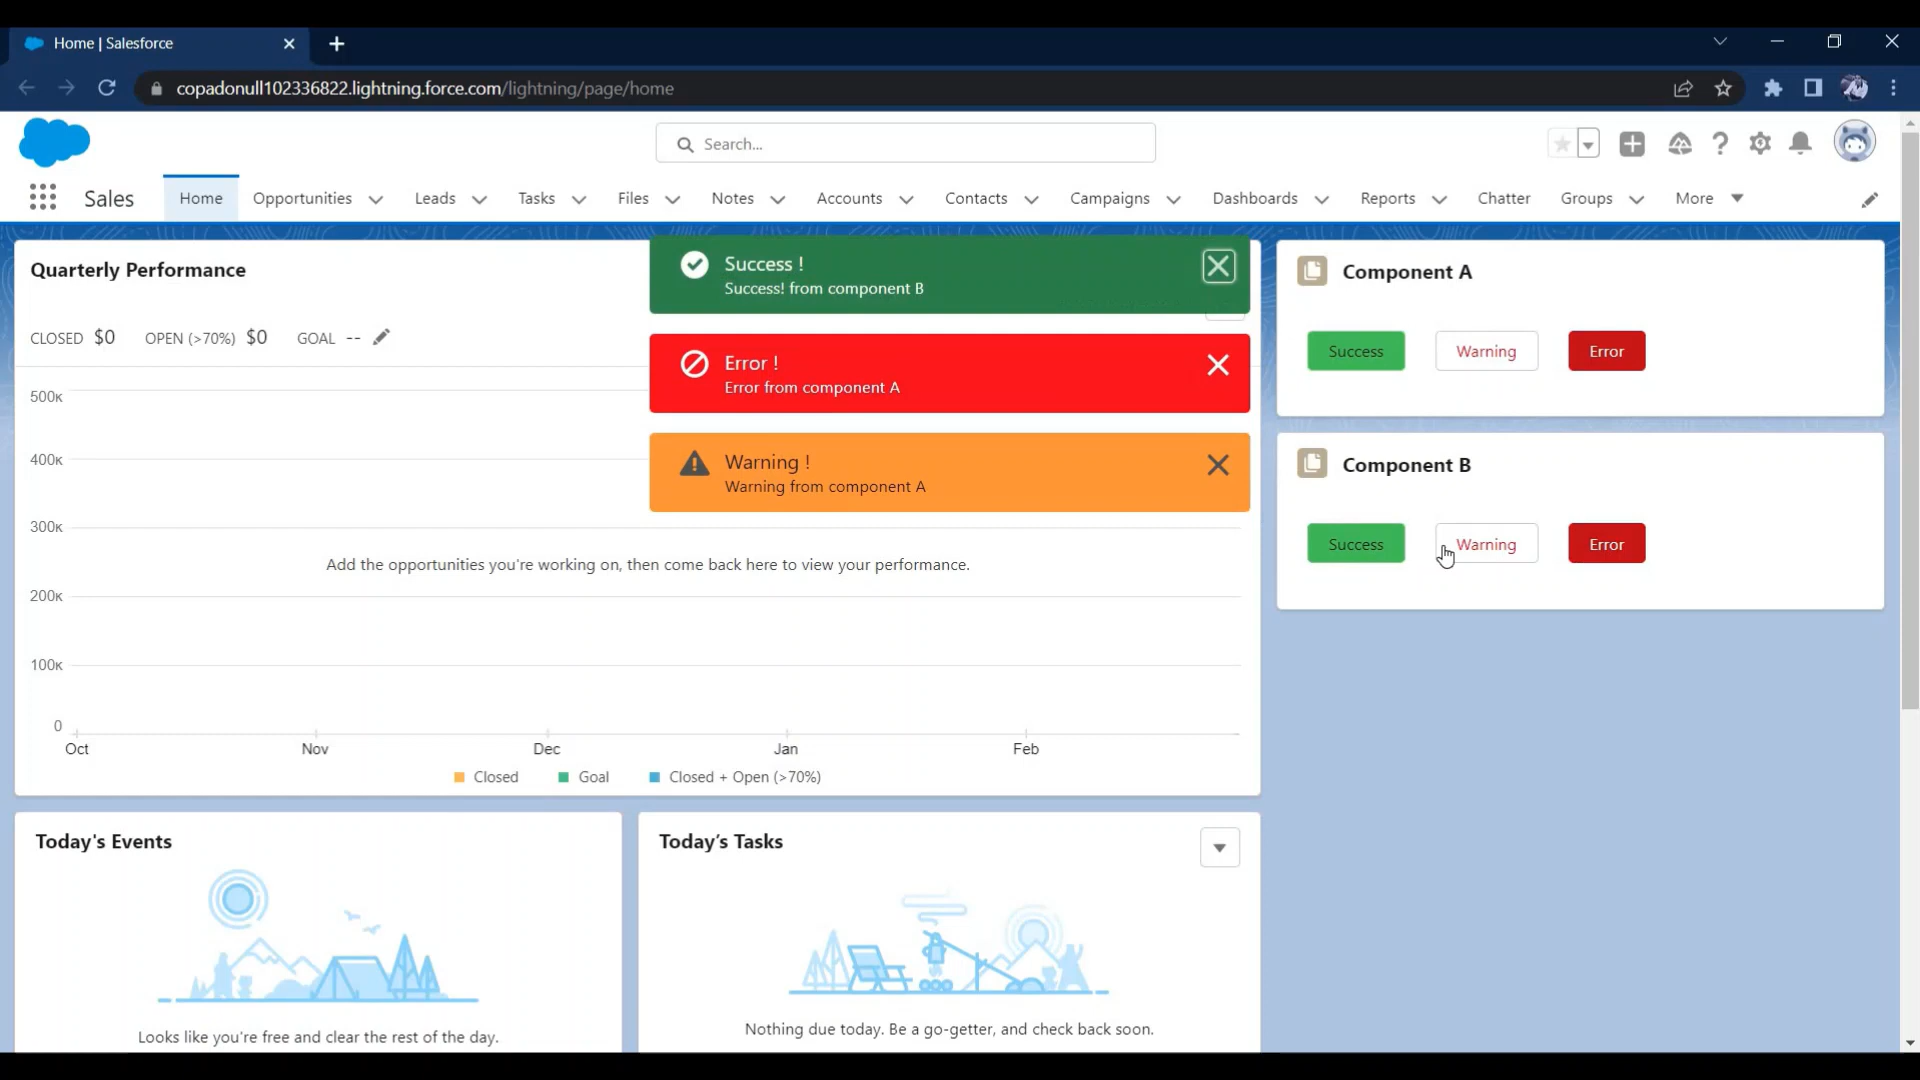 Home | Salesforce
copadonull102336822.lightning.force.com/lightning/page/home
Search...
Sales
Home
Opportunities
Leads
Tasks
Files
Notes
Accounts
Contacts
Campaigns
Dashboards
Reports
Chatter
Groups
More
Quarterly Performance
CLOSED $0 OPEN (>70%) $0 GOAL --
500K
400K
300K
200K
100K
0
Add the opportunities you're working on, then come back here to view your performance.
Oct
Nov
Dec
Jan
Feb
Closed
Goal
Closed + Open (>70%)
Success !
Success! from component B
Error !
Error from component A
Warning !
Warning from component A
Component A
Success
Warning
Error
Component B
Success
Warning
Error
Today's Events
Looks like you're free and clear the rest of the day.
Today’s Tasks
Nothing due today. Be a go-getter, and check back soon.